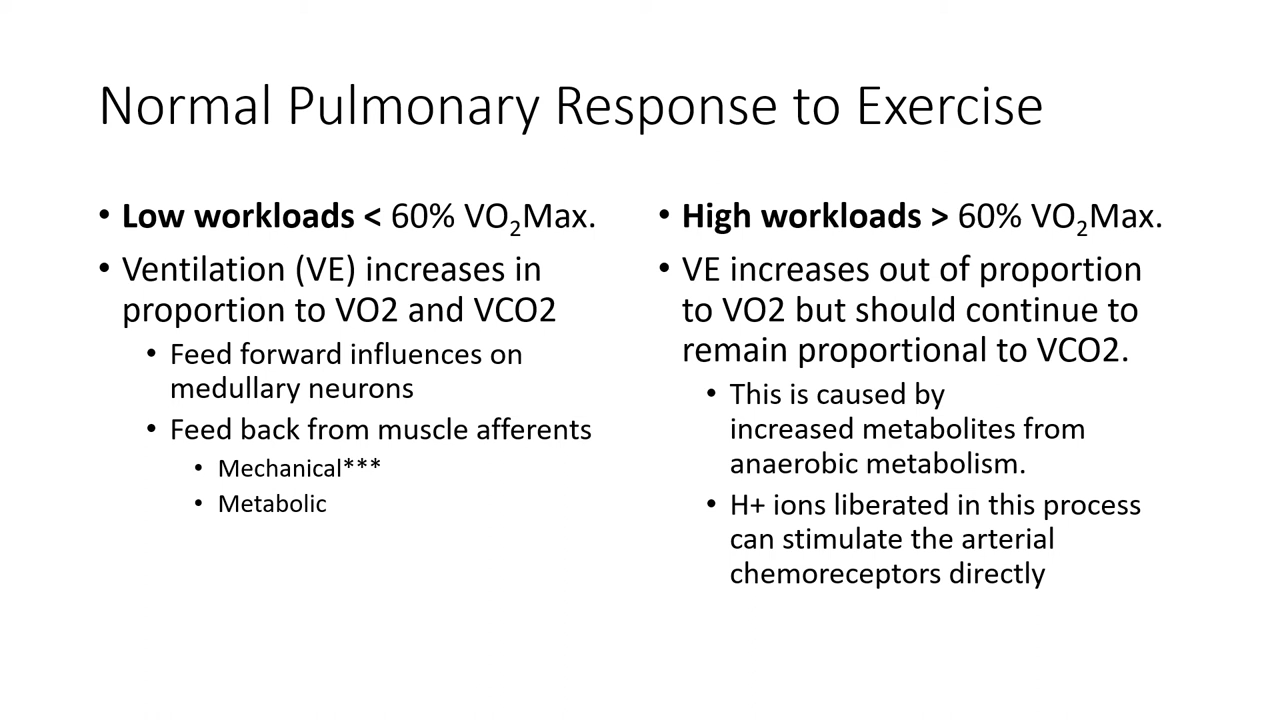 Normal Pulmonary Response to Exercise
• Low workloads < 60% VO₂Max.
• Ventilation (VE) increases in
proportion to VO2 and VCO2
• Feed forward influences on
medullary neurons
• Feed back from muscle afferents
• Mechanical***
• Metabolic
• High workloads > 60% VO₂Max.
• VE increases out of proportion
to VO2 but should continue to
remain proportional to VCO2.
• This is caused by
increased metabolites from
anaerobic metabolism.
• H+ ions liberated in this process
can stimulate the arterial
chemoreceptors directly